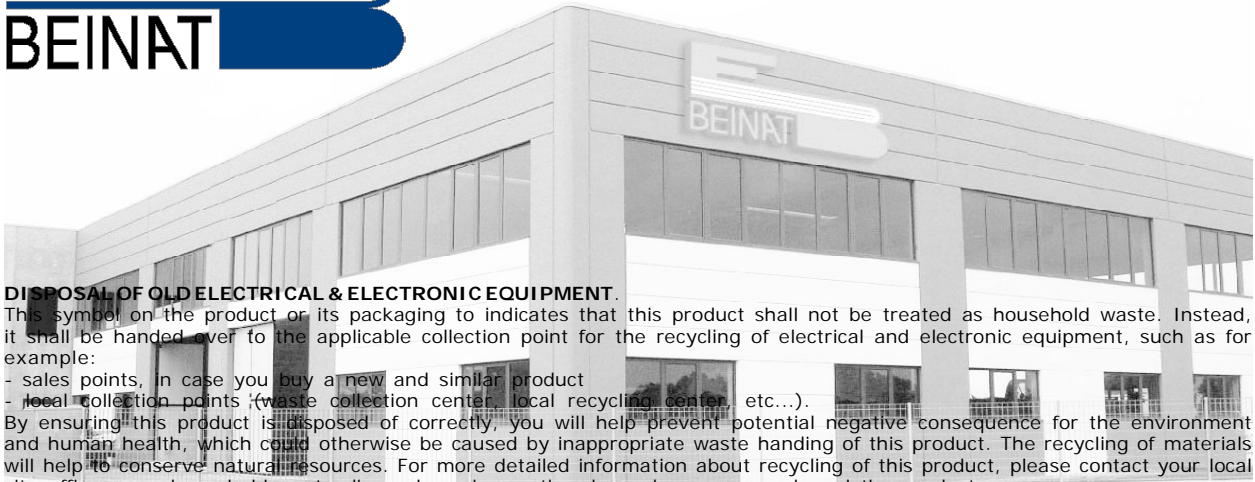 BEINAT
BEINAT
DISPOSAL OF OLD ELECTRICAL & ELECTRONIC EQUIPMENT.
This symbol on the product or its packaging to indicates that this product shall not be treated as household waste. Instead,
it shall be handed over to the applicable collection point for the recycling of electrical and electronic equipment, such as for
example:
- sales points, in case you buy a new and similar product
- local collection points (waste collection center, local recycling center, etc...).
By ensuring this product is disposed of correctly, you will help prevent potential negative consequence for the environment
and human health, which could otherwise be caused by inappropriate waste handing of this product. The recycling of materials
will help to conserve natural resources. For more detailed information about recycling of this product, please contact your local